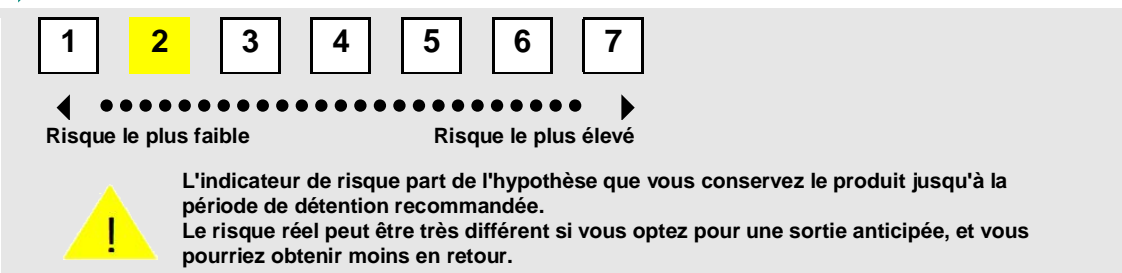 1 2 3 4 5 6 7
Risque le plus faible Risque le plus élevé
L'indicateur de risque part de l'hypothèse que vous conservez le produit jusqu'à la
période de détention recommandée.
Le risque réel peut être très différent si vous optez pour une sortie anticipée, et vous
pourriez obtenir moins en retour.
!